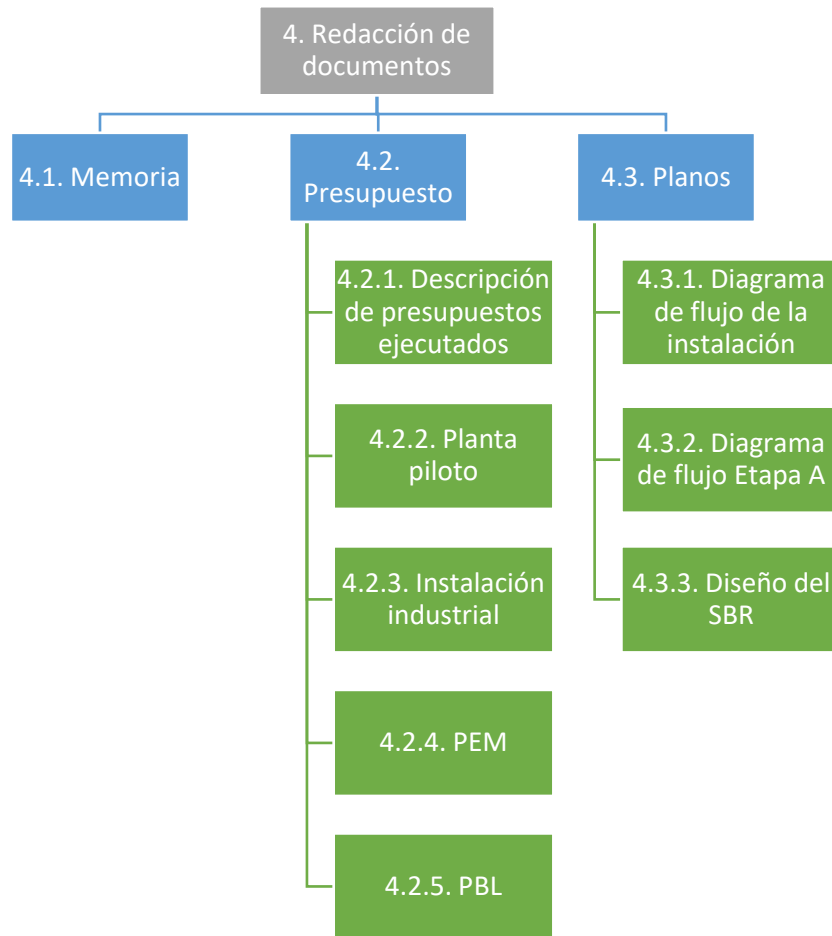 4. Redacción de
documentos
4.1. Memoria
4.2.
Presupuesto
4.3. Planos
4.2.1. Descripción
de presupuestos
ejecutados
4.2.2. Planta
piloto
4.2.3. Instalación
industrial
4.2.4. PEM
4.2.5. PBL
4.3.1. Diagrama
de flujo de la
instalación
4.3.2. Diagrama
de flujo Etapa A
4.3.3. Diseño del
SBR